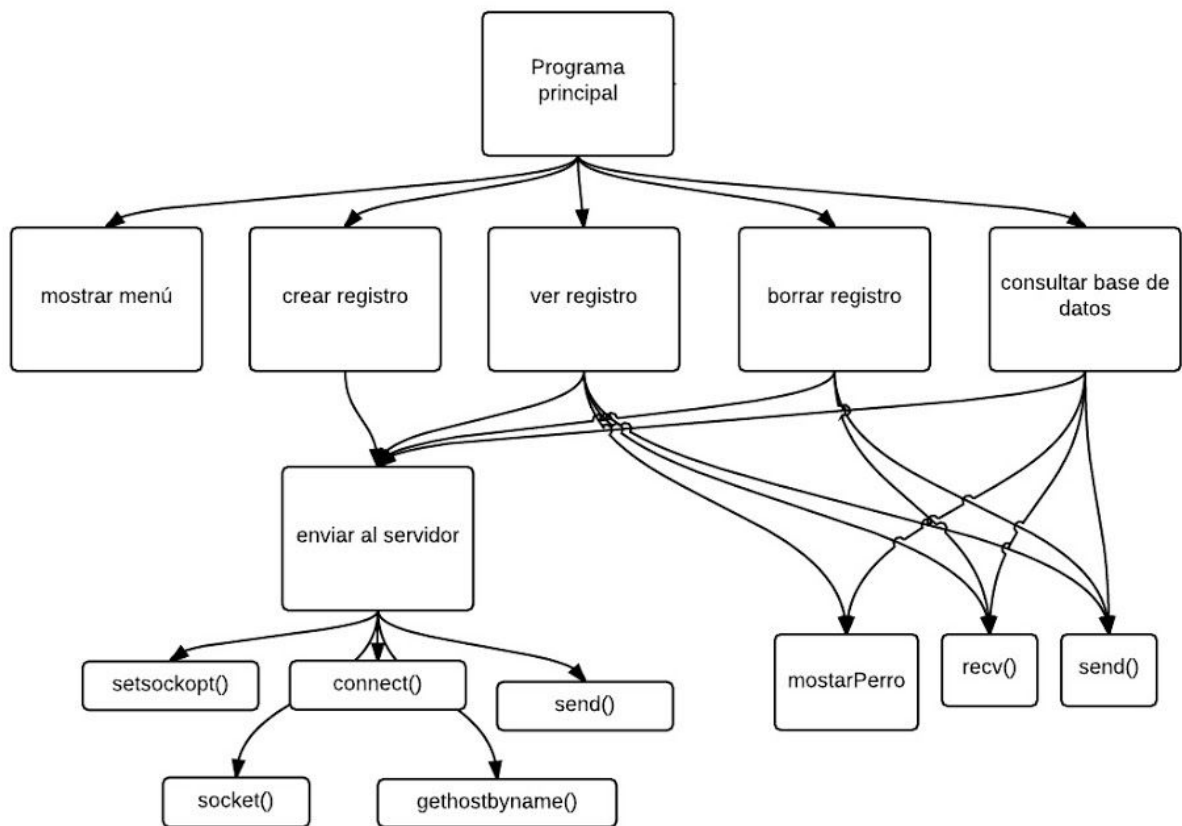 Programa
principal
mostrar menú
crear registro
ver registro
borrar registro
consultar base de
datos
enviar al servidor
setsockopt()
connect()
send()
mostarPerro
recv()
send()
socket()
gethostbyname()